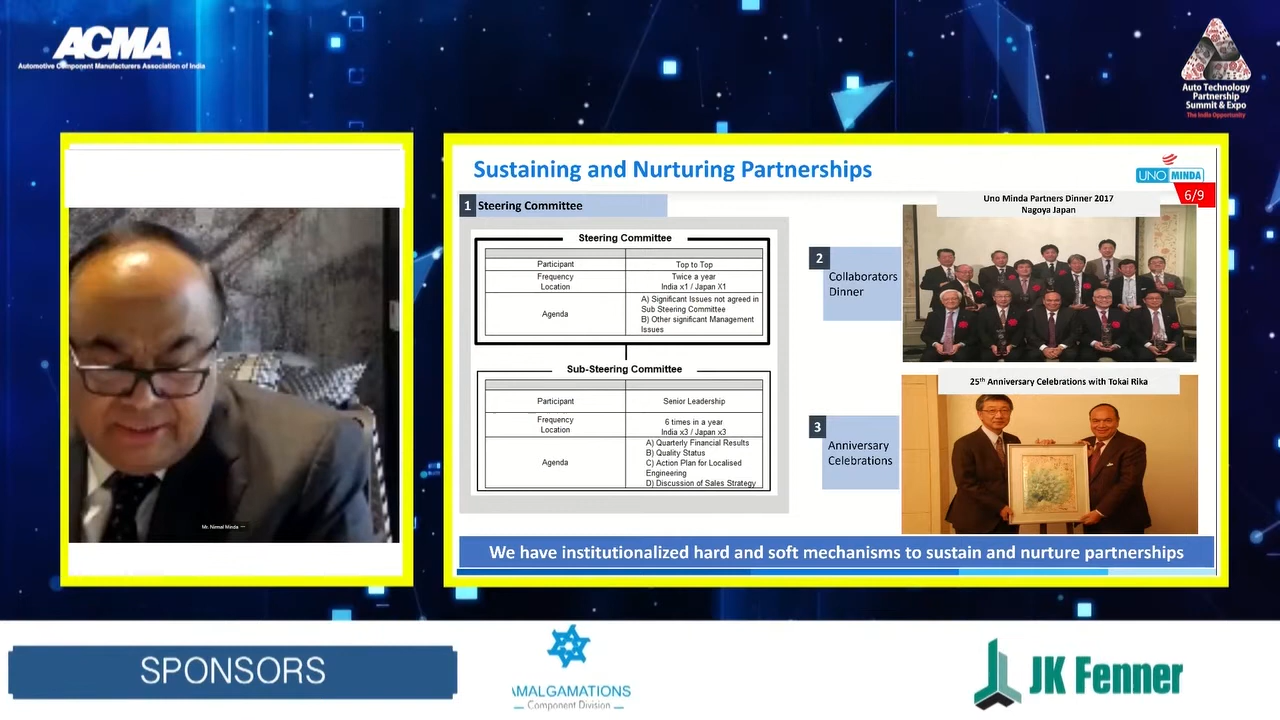 ACMA
Automotive Component Manufacturers Association of India
Auto Technology
Partnership
Summit & Expo
The India Opportunity
Mr. Nirmal Minda
Sustaining and Nurturing Partnerships
UNO MINDA
6/9
1 Steering Committee
Steering Committee
Participant Top to Top
Frequency Twice a year
Location India x1 / Japan X1
Agenda
A) Significant Issues not agreed in
Sub Steering Committee
B) Other significant Management
Issues
Sub-Steering Committee
Participant Senior Leadership
Frequency 6 times in a year
Location India x3 / Japan x3
Agenda
A) Quarterly Financial Results
B) Quality Status
C) Action Plan for Localised
Engineering
D) Discussion of Sales Strategy
2
Collaborators
Dinner
Uno Minda Partners Dinner 2017
Nagoya Japan
3
Anniversary
Celebrations
25th Anniversary Celebrations with Tokai Rika
We have institutionalized hard and soft mechanisms to sustain and nurture partnerships
SPONSORS
AMALGAMATIONS
Component Division
JK Fenner